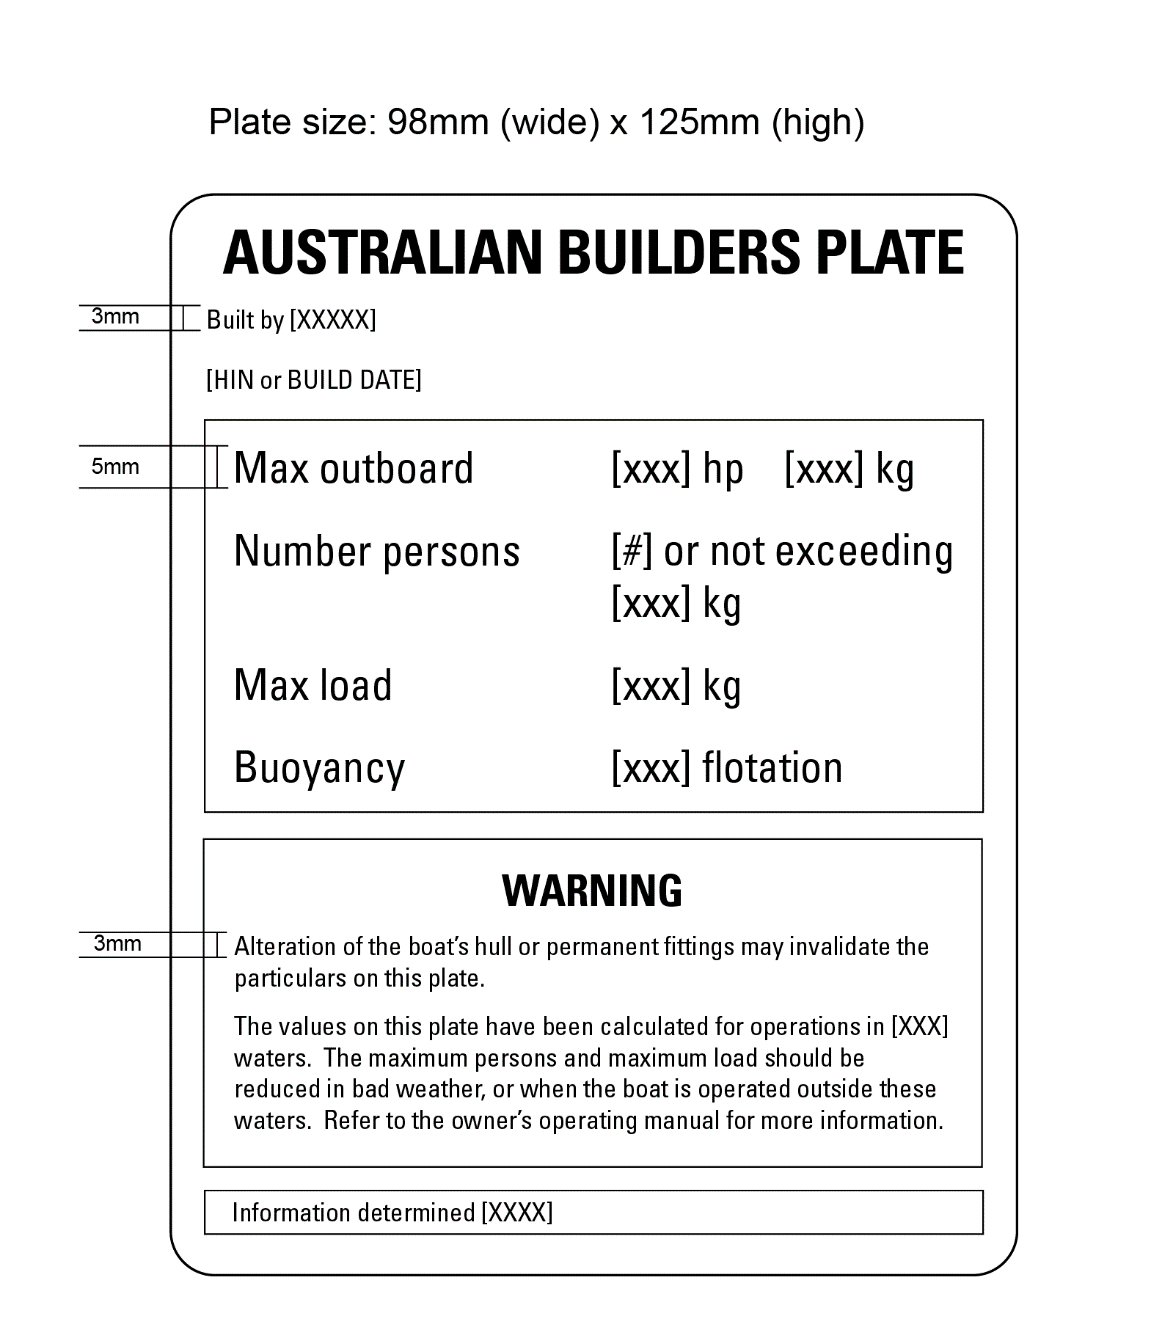 Plate size: 98mm (wide) x 125mm (high)
AUSTRALIAN BUILDERS PLATE
3mm
Built by [XXXXX]
[HIN or BUILD DATE]
5mm
Max outboard [xxx] hp [xxx] kg
Number persons [#] or not exceeding
[xxx] kg
Max load [xxx] kg
Buoyancy [xxx] flotation
WARNING
3mm
Alteration of the boat’s hull or permanent fittings may invalidate the
particulars on this plate.
The values on this plate have been calculated for operations in [XXX]
waters.  The maximum persons and maximum load should be
reduced in bad weather, or when the boat is operated outside these
waters.  Refer to the owner’s operating manual for more information.
Information determined [XXXX]